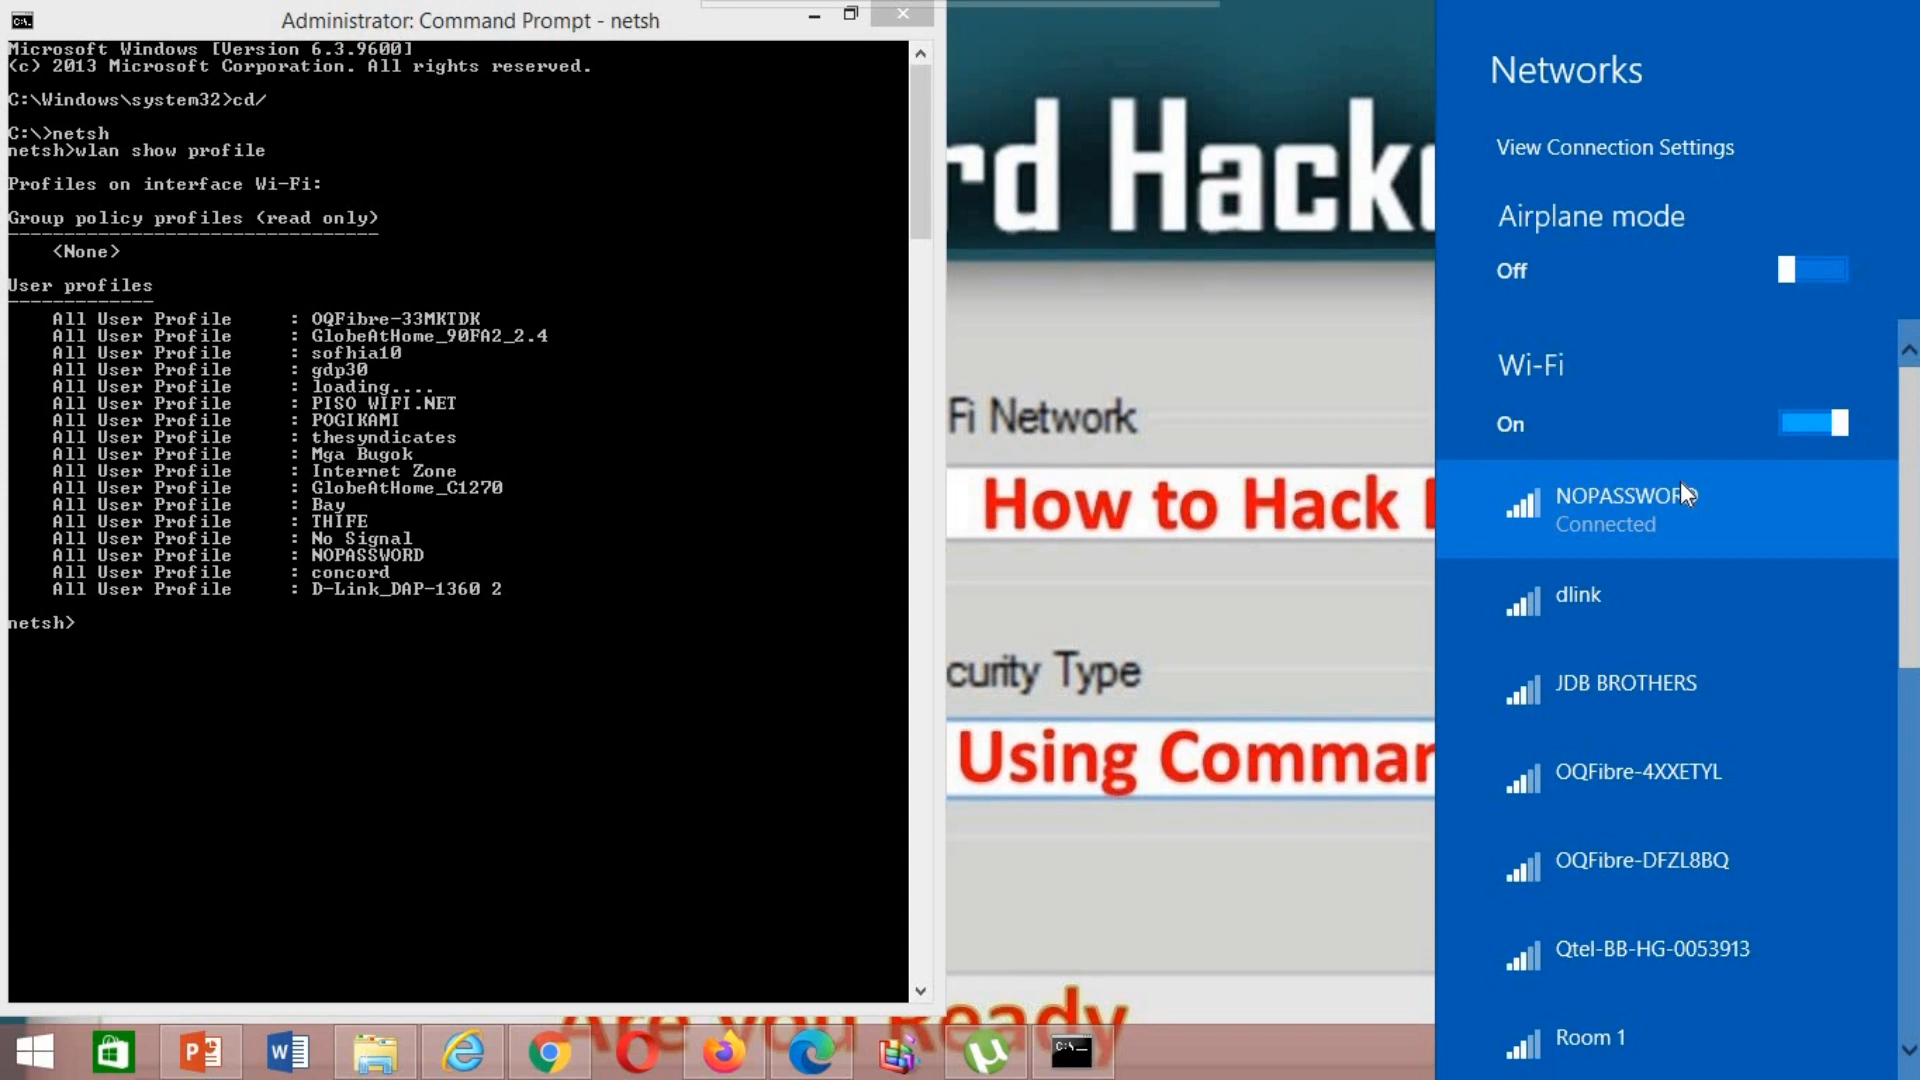 Administrator: Command Prompt - netsh
Microsoft Windows [Version 6.3.9600]
(c) 2013 Microsoft Corporation. All rights reserved.
C:\Windows\system32>cd/
C:\>netsh
netsh>wlan show profile
Profiles on interface Wi-Fi:
Group policy profiles (read only)
---------------------------------
<None>
User profiles
-------------
All User Profile : OQFibre-33MKTDK
All User Profile : GlobeAtHome_90FA2_2.4
All User Profile : sofhia10
All User Profile : gdp30
All User Profile : loading....
All User Profile : PISO WIFI.NET
All User Profile : POGIKAMI
All User Profile : thesyndicates
All User Profile : Mga Bugok
All User Profile : Internet Zone
All User Profile : GlobeAtHome_C1270
All User Profile : Bay
All User Profile : THIFE
All User Profile : No Signal
All User Profile : NOPASSWORD
All User Profile : concord
All User Profile : D-Link_DAP-1360 2
netsh>
rd Hack
Fi Network
How to Hack
curity Type
Using Comman
Are you Ready
Networks
View Connection Settings
Airplane mode
Off
Wi-Fi
On
NOPASSWORD
Connected
dlink
JDB BROTHERS
OQFibre-4XXETYL
OQFibre-DFZL8BQ
Qtel-BB-HG-0053913
Room 1